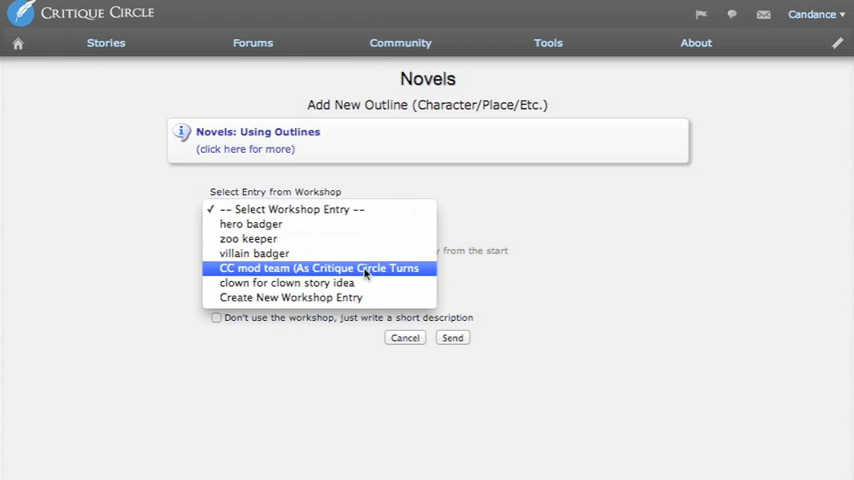 CRITIQUE CIRCLE
Candance
Stories Forums Community Tools About
Novels
Add New Outline (Character/Place/Etc.)
Novels: Using Outlines
(click here for more)
Select Entry from Workshop
✓ -- Select Workshop Entry --
hero badger
zoo keeper
villain badger
y from the start
CC mod team (As Critique Circle Turns
clown for clown story idea
Create New Workshop Entry
Don't use the workshop, just write a short description
Cancel Send